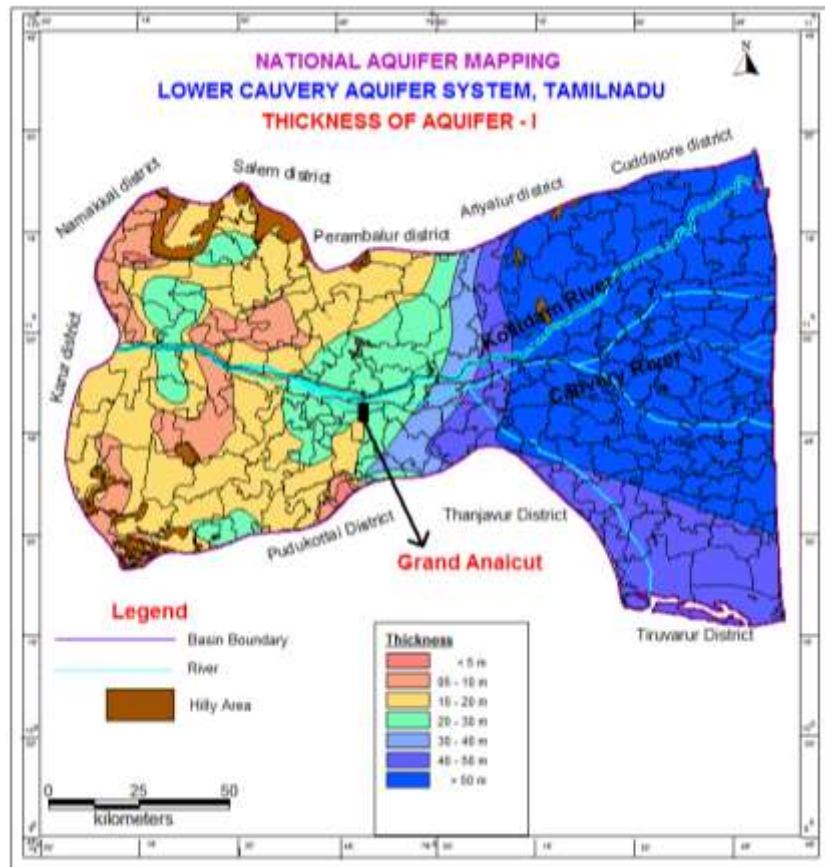 NATIONAL AQUIFER MAPPING
LOWER CAUVERY AQUIFER SYSTEM, TAMILNADU
THICKNESS OF AQUIFER - I
N
Cuddalore district
Salem district
Namakkal district
Ariyalur district
Perambalur district
Kollidam River
Karur district
Cauvery River
Thanjavur District
Pudukottai District
Grand Anaicut
Tiruvarur District
Legend
Basin Boundary
River
Hilly Area
Thickness
< 5 m
05 - 10 m
10 - 20 m
20 - 30 m
30 - 40 m
40 - 50 m
> 50 m
0 25 50
kilometers